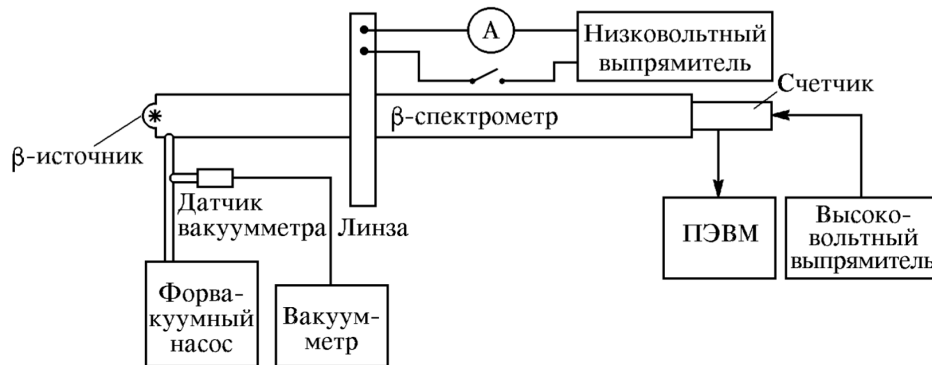 А
Низковольтный
выпрямитель
Счетчик
β-спектрометр
β-источник
Датчик
вакуумметра
Линза
ПЭВМ
Высоко-
вольтный
выпрямитель
Форва-
куумный
насос
Вакуум-
метр